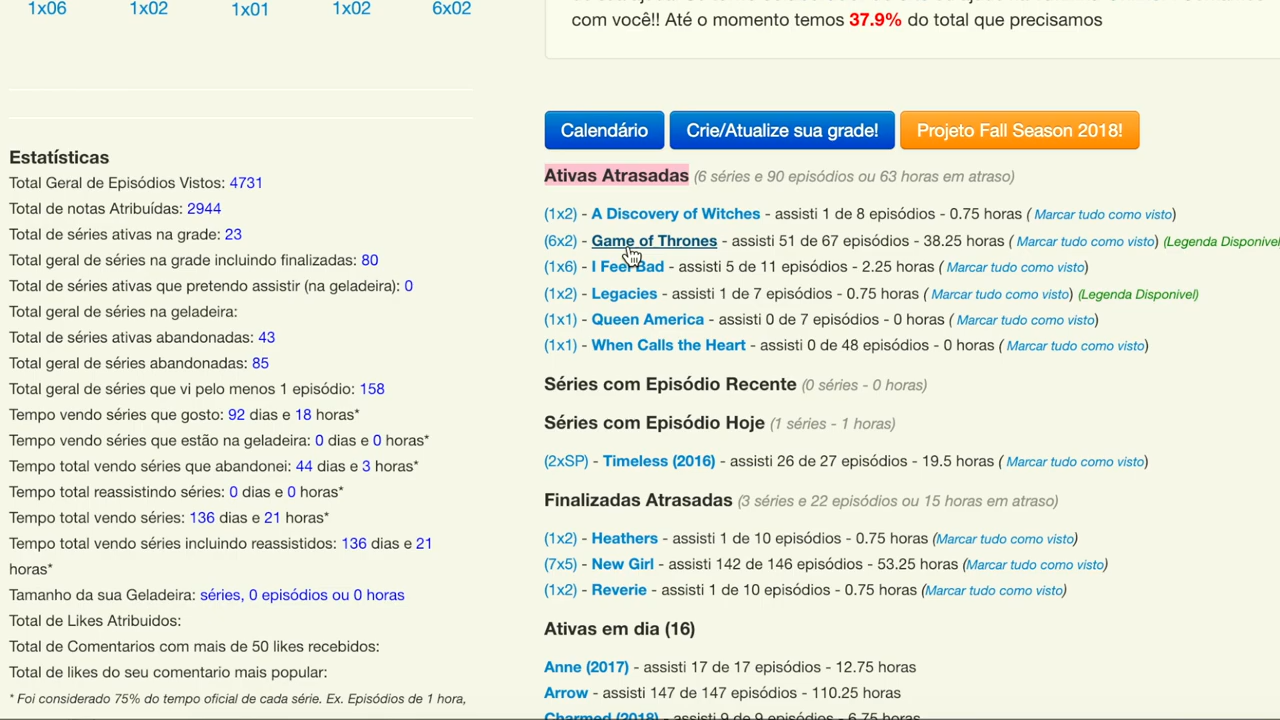 1x06 1x02 1x01 1x02 6x02
Estatísticas
Total Geral de Episódios Vistos: 4731
Total de notas Atribuídas: 2944
Total de séries ativas na grade: 23
Total geral de séries na grade incluindo finalizadas: 80
Total de séries ativas que pretendo assistir (na geladeira): 0
Total geral de séries na geladeira:
Total de séries ativas abandonadas: 43
Total geral de séries abandonadas: 85
Total geral de séries que vi pelo menos 1 episódio: 158
Tempo vendo séries que gosto: 92 dias e 18 horas*
Tempo vendo séries que estão na geladeira: 0 dias e 0 horas*
Tempo total vendo séries que abandonei: 44 dias e 3 horas*
Tempo total reassistindo séries: 0 dias e 0 horas*
Tempo total vendo séries: 136 dias e 21 horas*
Tempo total vendo séries incluindo reassistidos: 136 dias e 21
horas*
Tamanho da sua Geladeira: séries, 0 episódios ou 0 horas
Total de Likes Atribuidos:
Total de Comentarios com mais de 50 likes recebidos:
Total de likes do seu comentario mais popular:
* Foi considerado 75% do tempo oficial de cada série. Ex. Episódios de 1 hora,
com você!! Até o momento temos 37.9% do total que precisamos
Calendário Crie/Atualize sua grade! Projeto Fall Season 2018!
Ativas Atrasadas (6 séries e 90 episódios ou 63 horas em atraso)
(1x2) - A Discovery of Witches - assisti 1 de 8 episódios - 0.75 horas ( Marcar tudo como visto)
(6x2) - Game of Thrones - assisti 51 de 67 episódios - 38.25 horas ( Marcar tudo como visto) (Legenda Disponivel
(1x6) - I Feel Bad - assisti 5 de 11 episódios - 2.25 horas ( Marcar tudo como visto)
(1x2) - Legacies - assisti 1 de 7 episódios - 0.75 horas ( Marcar tudo como visto) (Legenda Disponivel)
(1x1) - Queen America - assisti 0 de 7 episódios - 0 horas ( Marcar tudo como visto)
(1x1) - When Calls the Heart - assisti 0 de 48 episódios - 0 horas ( Marcar tudo como visto)
Séries com Episódio Recente (0 séries - 0 horas)
Séries com Episódio Hoje (1 séries - 1 horas)
(2xSP) - Timeless (2016) - assisti 26 de 27 episódios - 19.5 horas ( Marcar tudo como visto)
Finalizadas Atrasadas (3 séries e 22 episódios ou 15 horas em atraso)
(1x2) - Heathers - assisti 1 de 10 episódios - 0.75 horas (Marcar tudo como visto)
(7x5) - New Girl - assisti 142 de 146 episódios - 53.25 horas (Marcar tudo como visto)
(1x2) - Reverie - assisti 1 de 10 episódios - 0.75 horas (Marcar tudo como visto)
Ativas em dia (16)
Anne (2017) - assisti 17 de 17 episódios - 12.75 horas
Arrow - assisti 147 de 147 episódios - 110.25 horas
Charmed (2018) - assisti 9 de 9 episódios - 6.75 horas